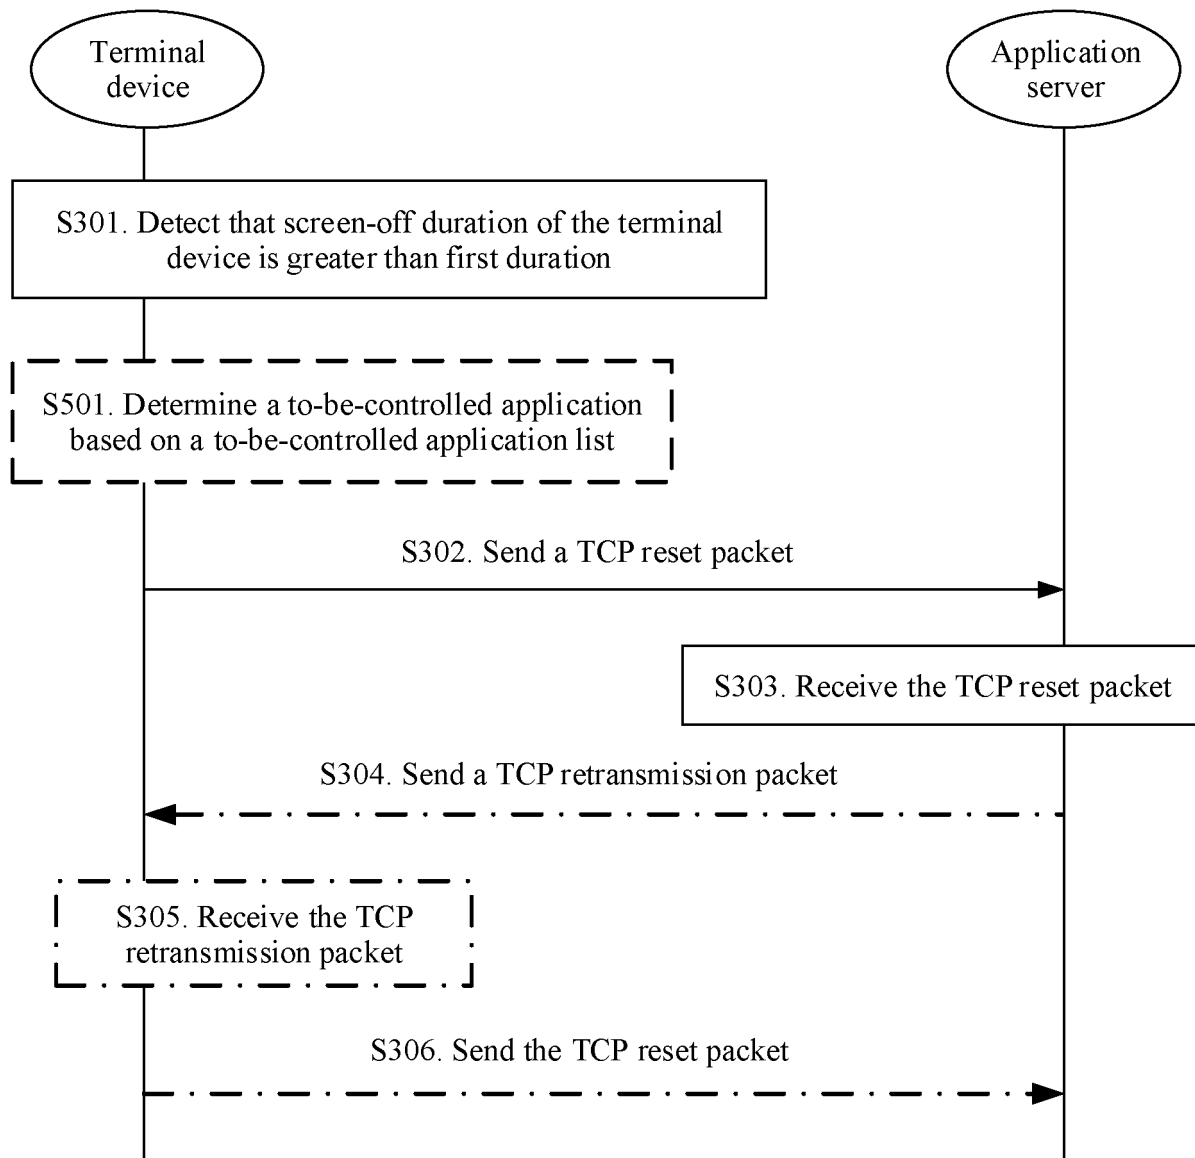 Terminal
device
Application
server
S301. Detect that screen-off duration of the terminal
device is greater than first duration
S501. Determine a to-be-controlled application
based on a to-be-controlled application list
S302. Send a TCP reset packet
S303. Receive the TCP reset packet
S304. Send a TCP retransmission packet
S305. Receive the TCP
retransmission packet
S306. Send the TCP reset packet